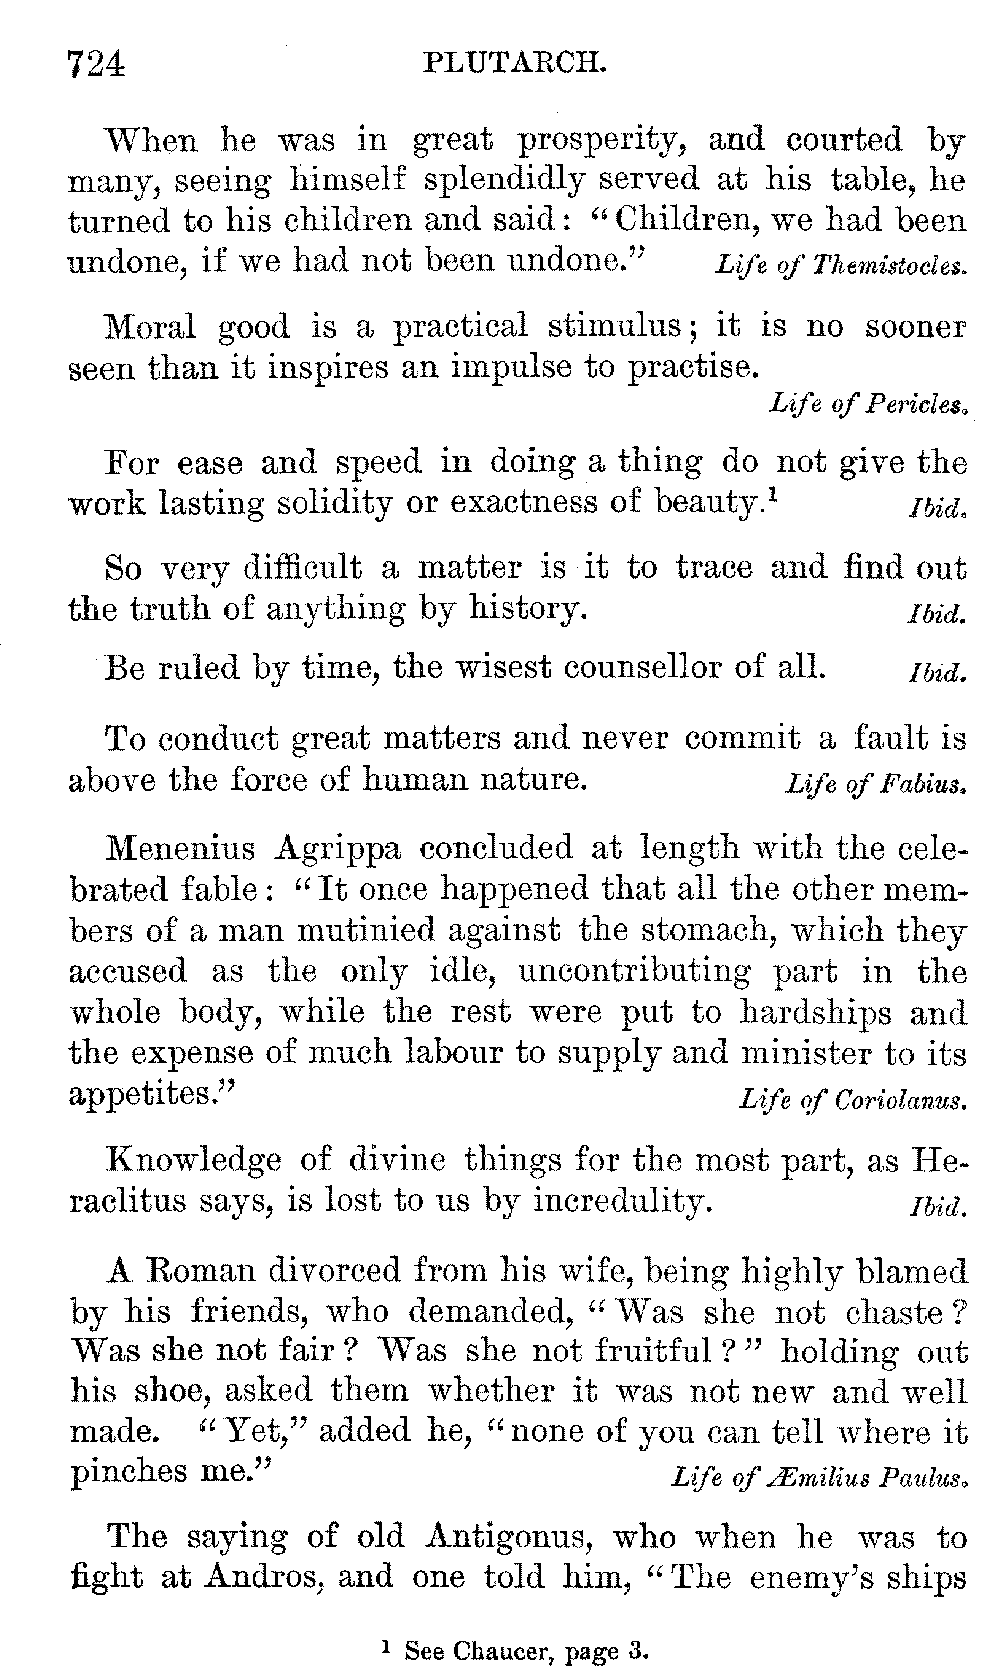 724 PLUTARCH.
When he was in great prosperity, and courted by
many, seeing himself splendidly served at his table, he
turned to his children and said: “Children, we had been
undone, if we had not been undone.” Life of Themistocles.
Moral good is a practical stimulus; it is no sooner
seen than it inspires an impulse to practise.
Life of Pericles.
For ease and speed in doing a thing do not give the
work lasting solidity or exactness of beauty.¹ Ibid.
So very difficult a matter is it to trace and find out
the truth of anything by history. Ibid.
Be ruled by time, the wisest counsellor of all. Ibid.
To conduct great matters and never commit a fault is
above the force of human nature. Life of Fabius.
Menenius Agrippa concluded at length with the cele-
brated fable: “It once happened that all the other mem-
bers of a man mutinied against the stomach, which they
accused as the only idle, uncontributing part in the
whole body, while the rest were put to hardships and
the expense of much labour to supply and minister to its
appetites.” Life of Coriolanus.
Knowledge of divine things for the most part, as He-
raclitus says, is lost to us by incredulity. Ibid.
A Roman divorced from his wife, being highly blamed
by his friends, who demanded, “Was she not chaste?
Was she not fair? Was she not fruitful?” holding out
his shoe, asked them whether it was not new and well
made. “Yet,” added he, “none of you can tell where it
pinches me.” Life of Æmilius Paulus.
The saying of old Antigonus, who when he was to
fight at Andros, and one told him, “The enemy’s ships
¹ See Chaucer, page 3.